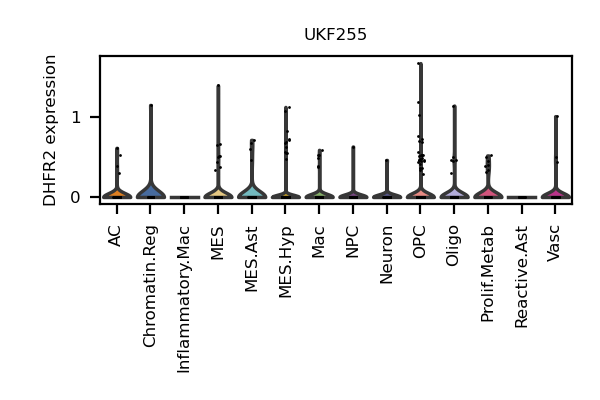 UKF255
DHFR2 expression
1
0
AC
Chromatin.Reg
Inflammatory.Mac
MES
MES.Ast
MES.Hyp
Mac
NPC
Neuron
OPC
Oligo
Prolif.Metab
Reactive.Ast
Vasc